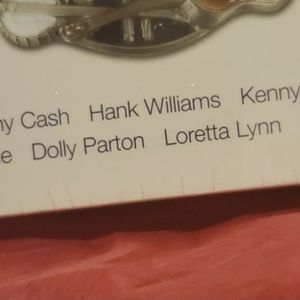 ny Cash Hank Williams Kenny
e Dolly Parton Loretta Lynn